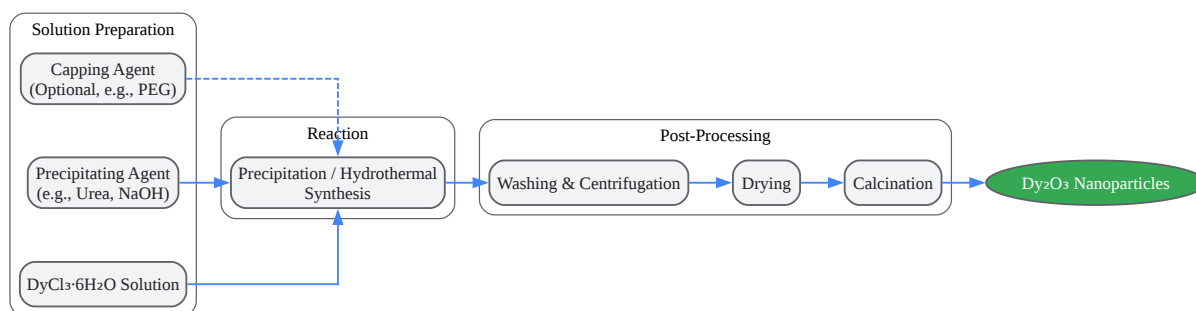 Solution Preparation
Capping Agent
(Optional, e.g., PEG)
Precipitating Agent
(e.g., Urea, NaOH)
DyCl₃·6H₂O Solution
Reaction
Precipitation / Hydrothermal
Synthesis
Post-Processing
Washing & Centrifugation
Drying
Calcination
Dy₂O₃ Nanoparticles